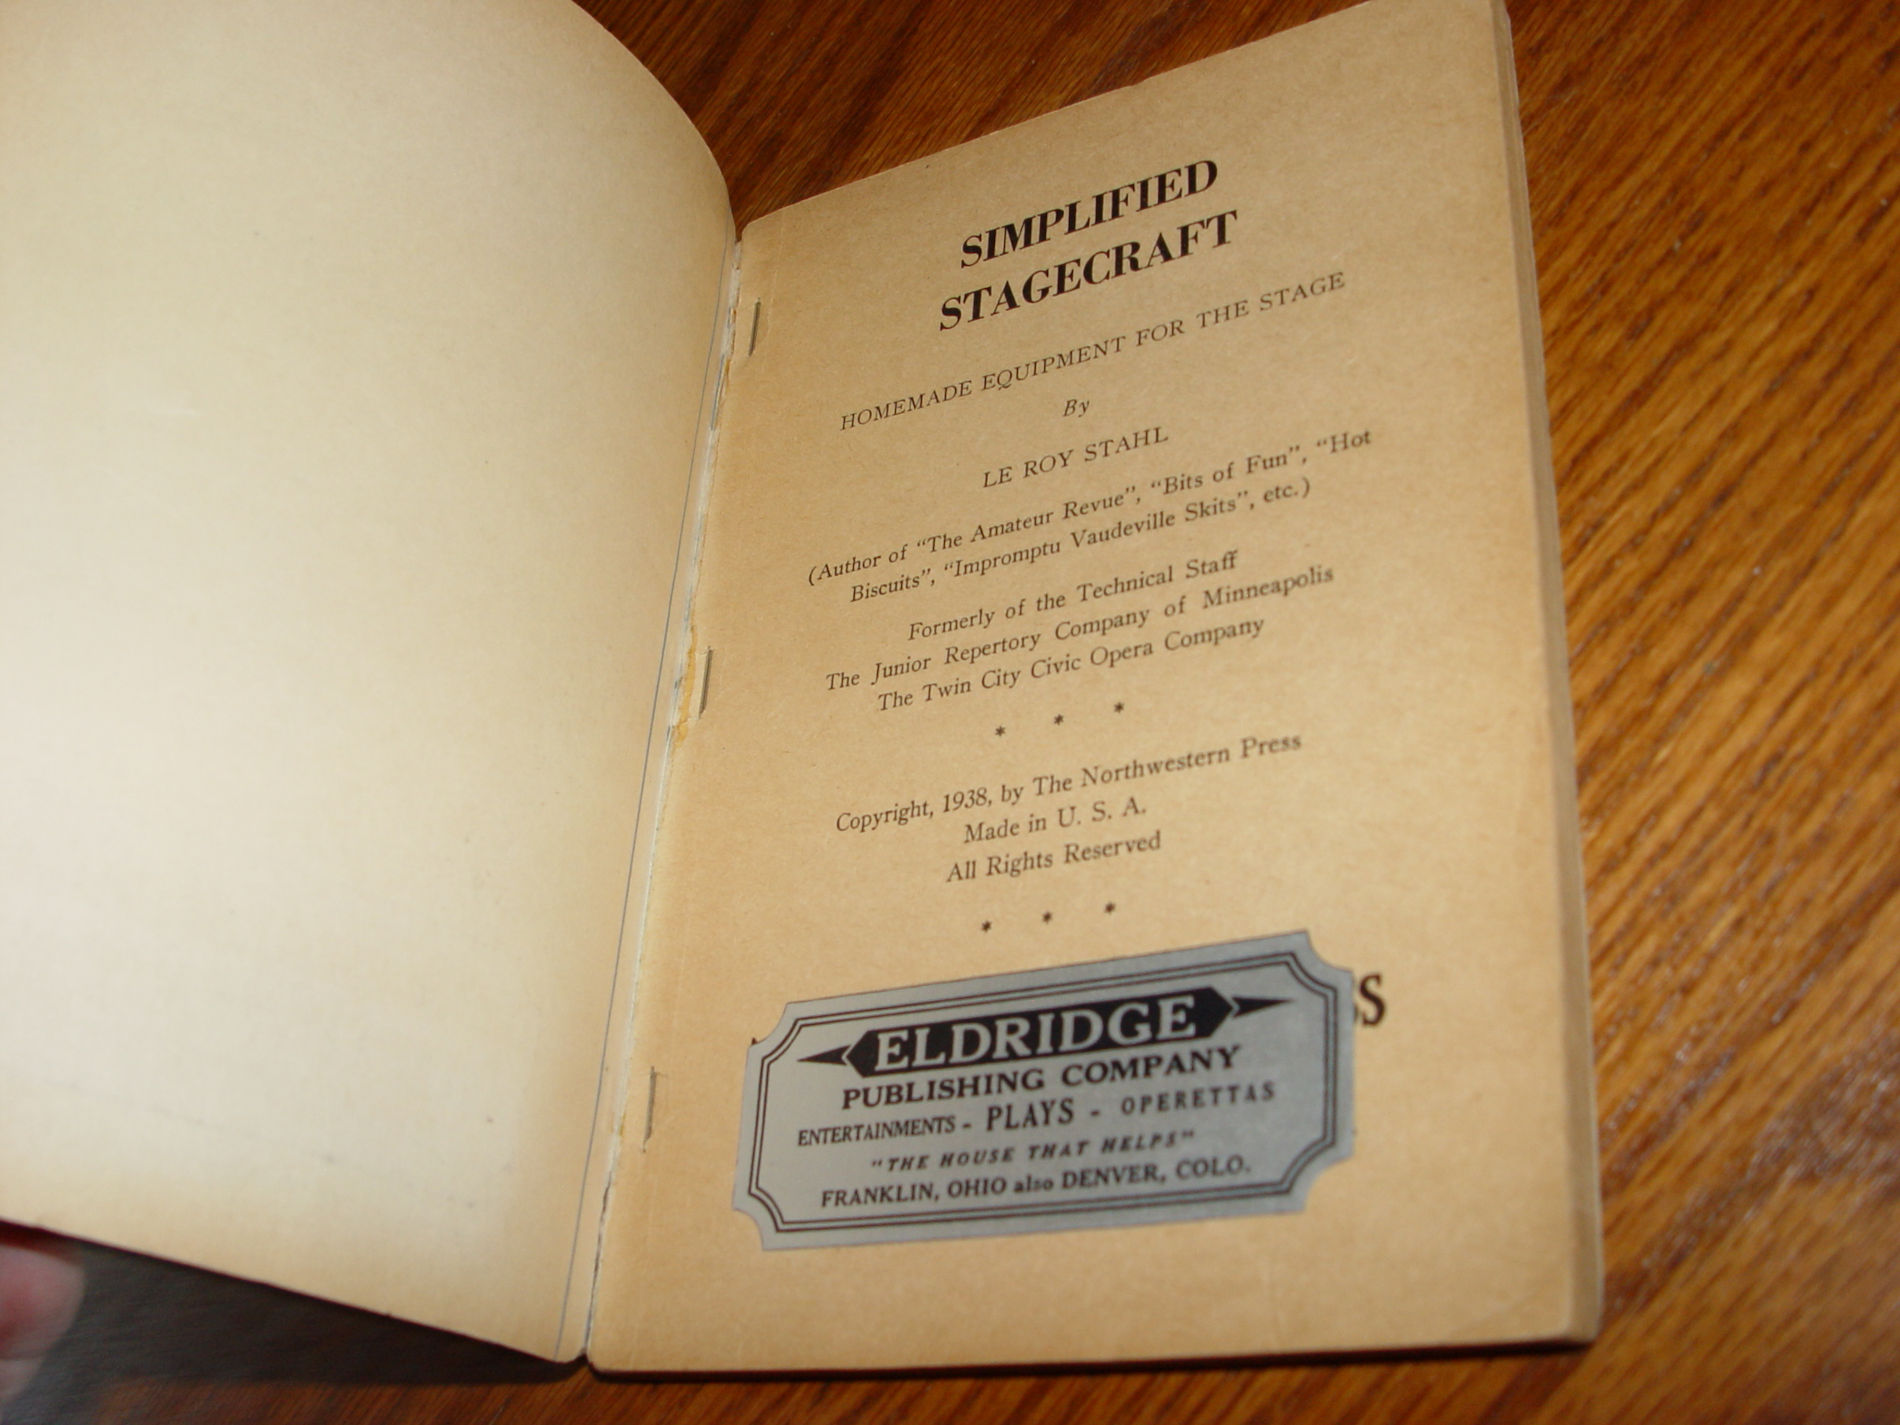 SIMPLIFIED
STAGECRAFT
HOMEMADE EQUIPMENT FOR THE STAGE
By
LE ROY STAHL
(Author of "The Amateur Revue", "Bits of Fun", "Hot
Biscuits", "Impromptu Vaudeville Skits", etc.)
Formerly of the Technical Staff
The Junior Repertory Company of Minneapolis
The Twin City Civic Opera Company
* * *
Copyright, 1938, by The Northwestern Press
Made in U. S. A.
All Rights Reserved
* * *
ELDRIDGE
PUBLISHING COMPANY
ENTERTAINMENTS - PLAYS - OPERETTAS
"THE HOUSE THAT HELPS"
FRANKLIN, OHIO also DENVER, COLO.